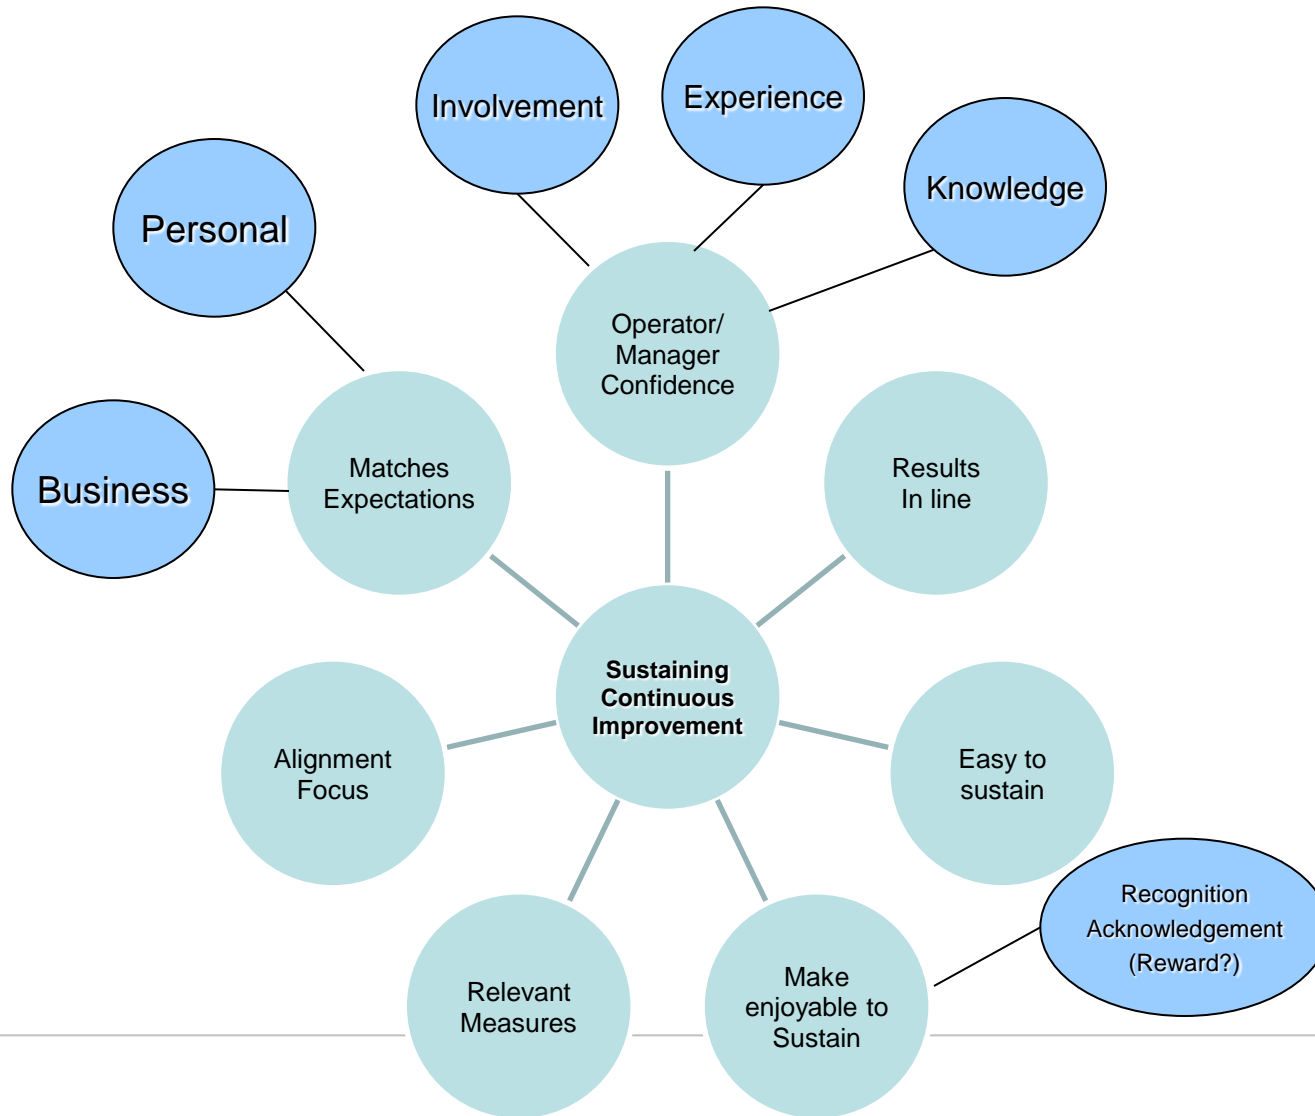 Involvement
Experience
Knowledge
Personal
Business
Operator/
Manager
Confidence
Matches
Expectations
Results
In line
Sustaining
Continuous
Improvement
Alignment
Focus
Easy to
sustain
Relevant
Measures
Make
enjoyable to
Sustain
Recognition
Acknowledgement
(Reward?)